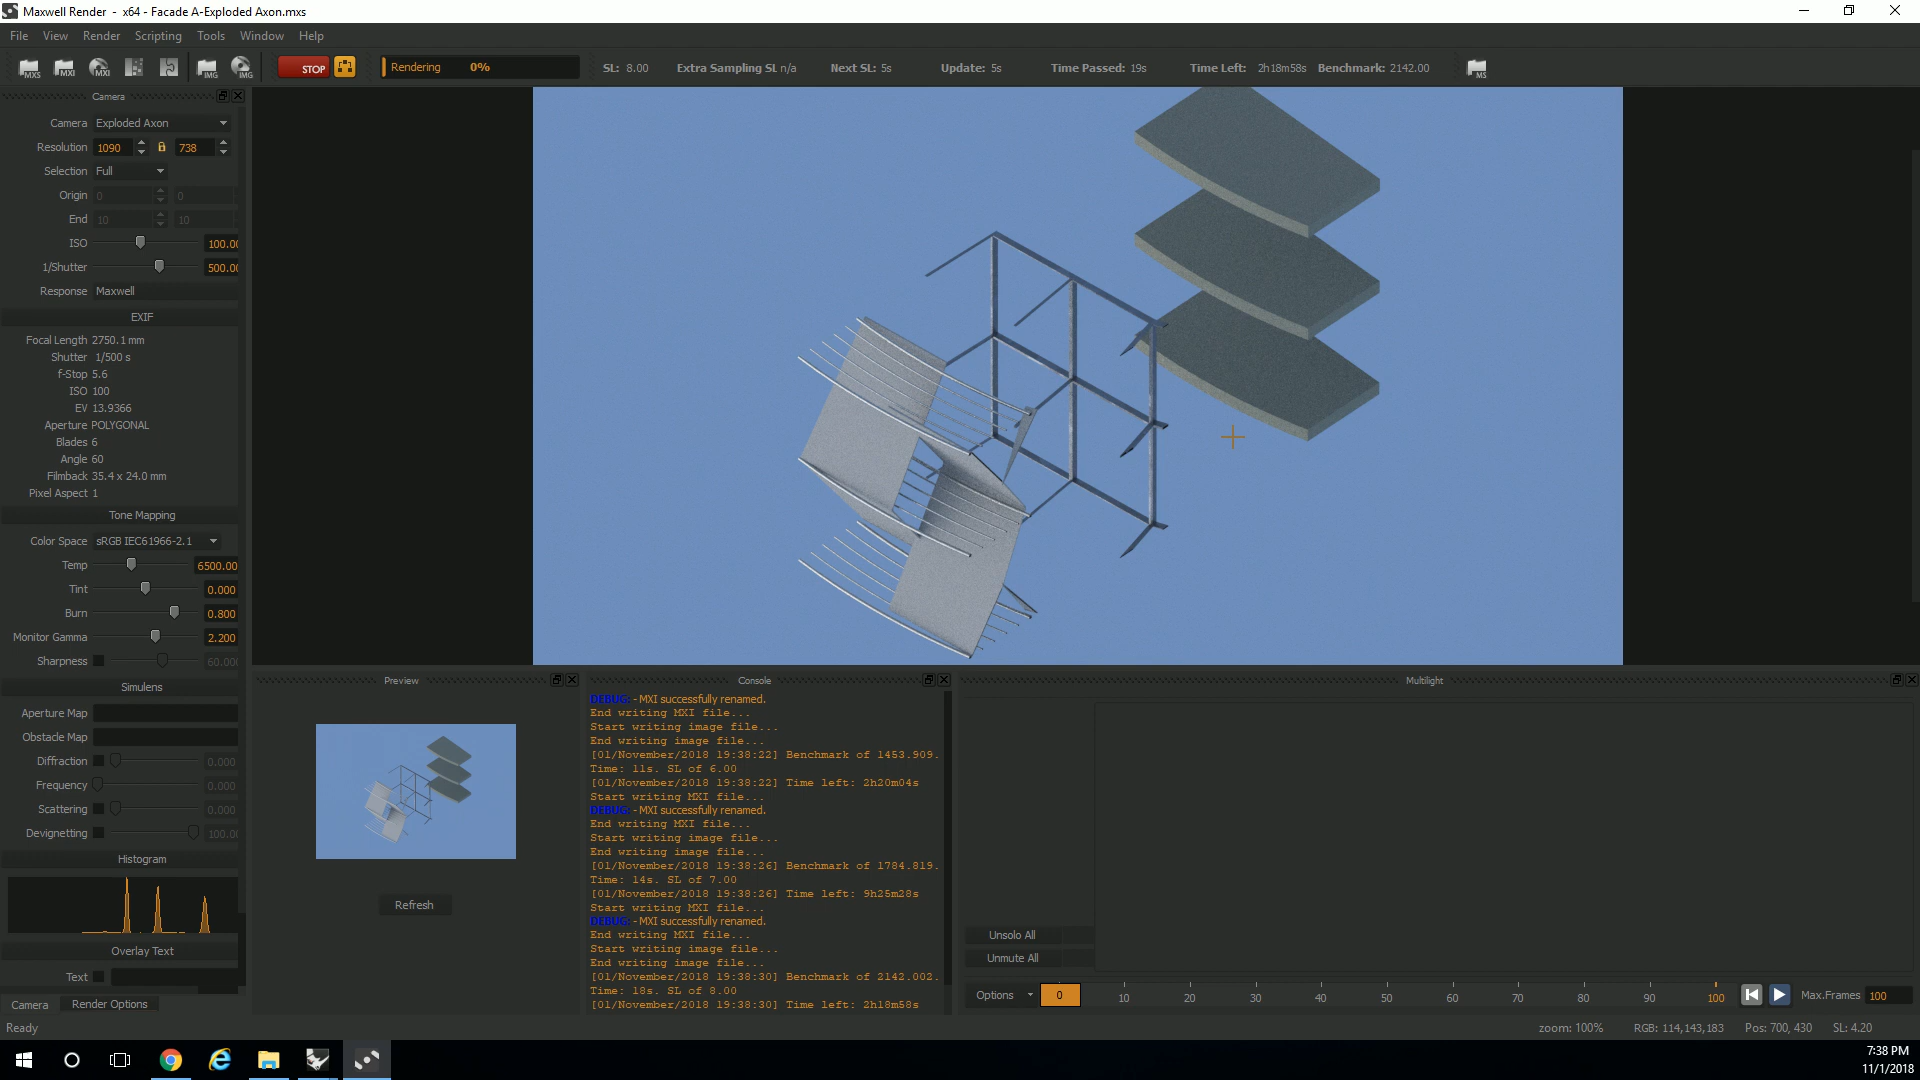 Maxwell Render - x64 - Facade A-Exploded Axon.mxs
File View Render Scripting Tools Window Help
MXS MXI MXI IMG IMG STOP Rendering 0% SL: 8.00 Extra Sampling SL n/a Next SL: 5s Update: 5s Time Passed: 19s Time Left: 2h18m58s Benchmark: 2142.00 MS
Camera
Camera Exploded Axon
Resolution 1090 738
Selection Full
Origin 0 0
End 10 10
ISO 100.00
1/Shutter 500.00
Response Maxwell
EXIF
Focal Length 2750.1 mm
Shutter 1/500 s
f-Stop 5.6
ISO 100
EV 13.9366
Aperture POLYGONAL
Blades 6
Angle 60
Filmback 35.4 x 24.0 mm
Pixel Aspect 1
Tone Mapping
Color Space sRGB IEC61966-2.1
Temp 6500.00
Tint 0.000
Burn 0.800
Monitor Gamma 2.200
Sharpness 60.00
Simulens
Aperture Map
Obstacle Map
Diffraction 0.000
Frequency 0.000
Scattering 0.000
Devignetting 100.00
Histogram
Overlay Text
Text
Camera Render Options
Preview
Refresh
Console
DEBUG: - MXI successfully renamed.
End writing MXI file...
Start writing image file...
End writing image file...
[01/November/2018 19:38:22] Benchmark of 1453.909.
Time: 11s. SL of 6.00
[01/November/2018 19:38:22] Time left: 2h20m04s
Start writing MXI file...
DEBUG: - MXI successfully renamed.
End writing MXI file...
Start writing image file...
End writing image file...
[01/November/2018 19:38:26] Benchmark of 1784.819.
Time: 14s. SL of 7.00
[01/November/2018 19:38:26] Time left: 9h25m28s
Start writing MXI file...
DEBUG: - MXI successfully renamed.
End writing MXI file...
Start writing image file...
End writing image file...
[01/November/2018 19:38:30] Benchmark of 2142.002.
Time: 18s. SL of 8.00
[01/November/2018 19:38:30] Time left: 2h18m58s
Multilight
Unsolo All
Unmute All
Options 0 10 20 30 40 50 60 70 80 90 100 Max.Frames 100
Ready zoom: 100% RGB: 114,143,183 Pos: 700, 430 SL: 4.20
7:38 PM
11/1/2018